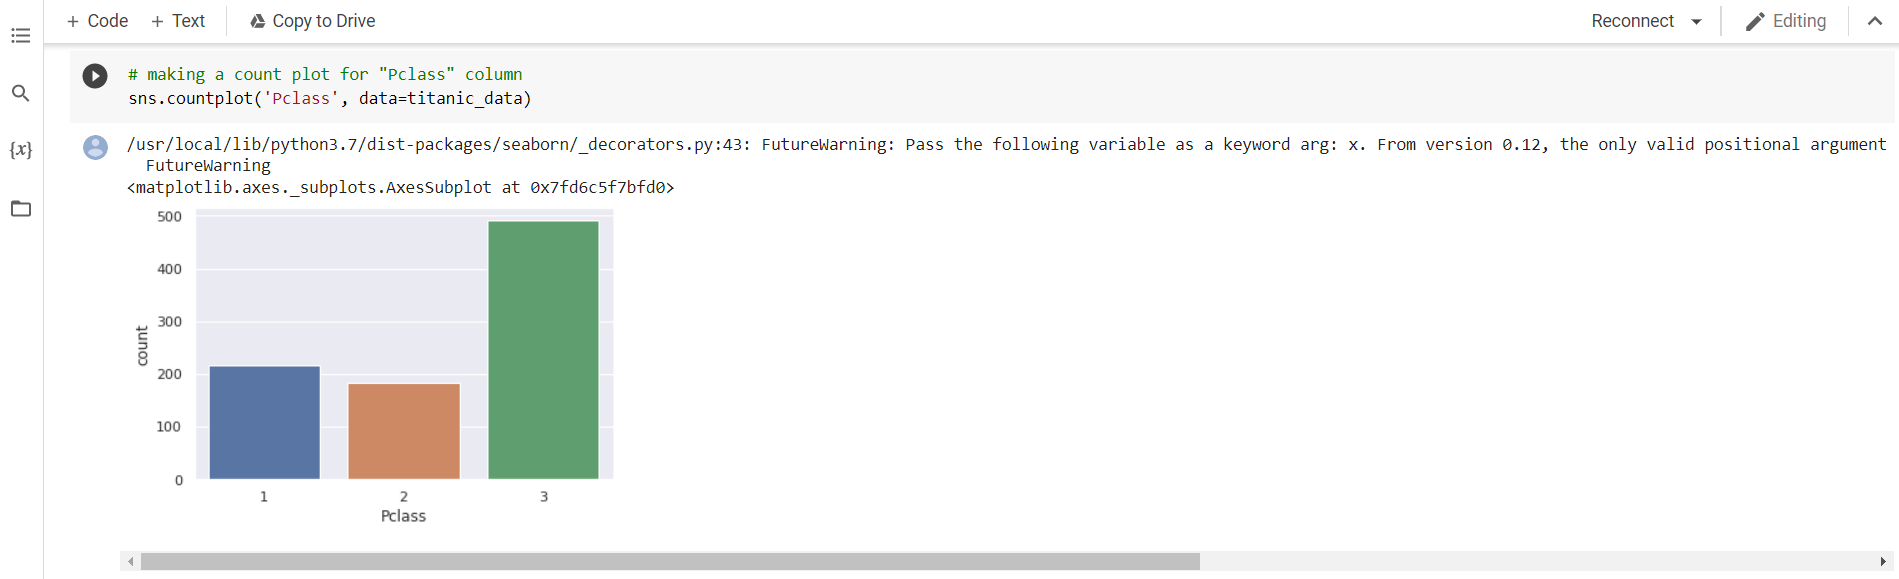 + Code + Text Copy to Drive Reconnect Editing
# making a count plot for "Pclass" column
sns.countplot('Pclass', data=titanic_data)
{x}
/usr/local/lib/python3.7/dist-packages/seaborn/_decorators.py:43: FutureWarning: Pass the following variable as a keyword arg: x. From version 0.12, the only valid positional argument
FutureWarning
<matplotlib.axes._subplots.AxesSubplot at 0x7fd6c5f7bfd0>
500
400
300
200
100
0
count
1 2 3
Pclass